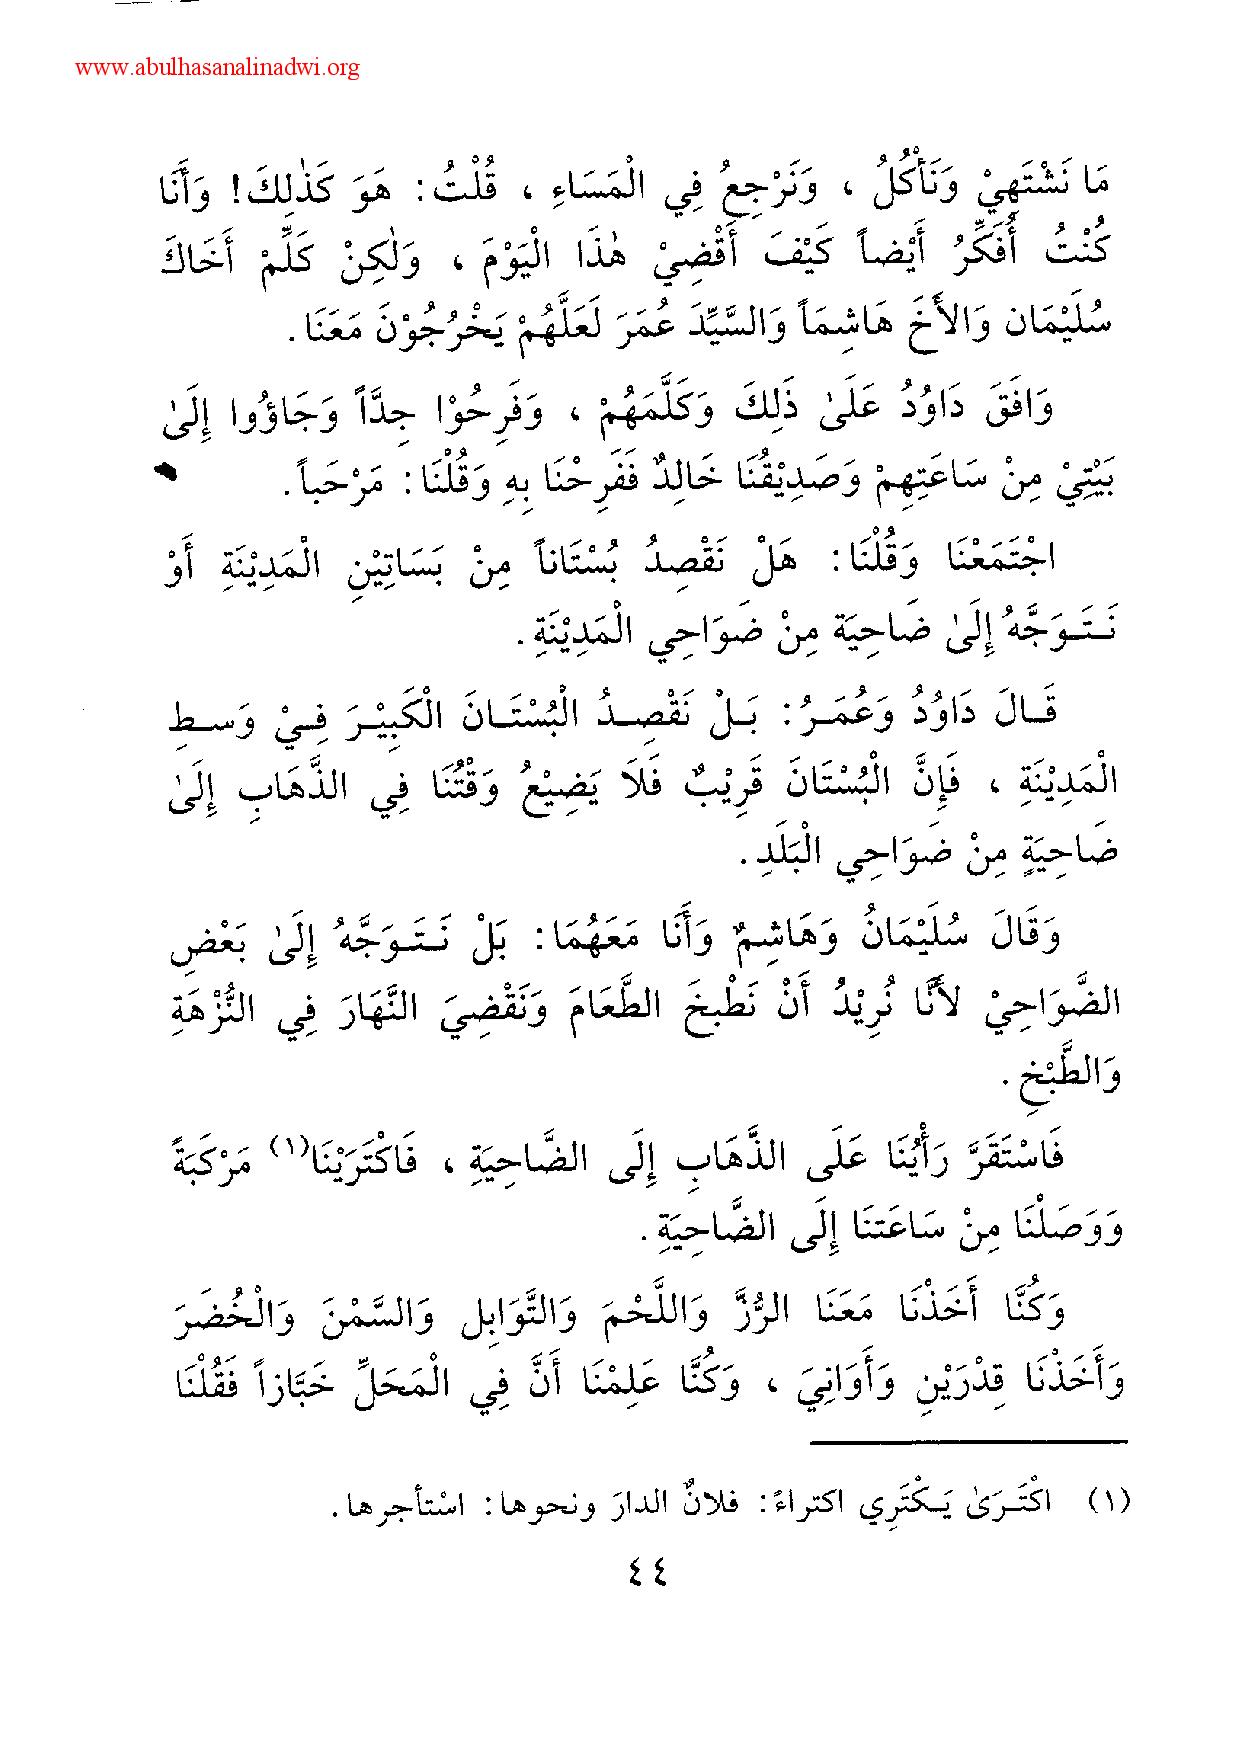 www.abulhasanalinadwi.org
مَا نَشْتَهِيْ وَنَأْكُلُ ، وَنَرْجِعُ فِي الْمَسَاءِ ، قُلْتُ: هَوَ كَذٰلِكَ! وَأَنَا
كُنْتُ أُفَكِّرُ أَيْضاً كَيْفَ أَقْضِيْ هٰذَا الْيَوْمَ ، وَلٰكِنْ كَلِّمْ أَخَاكَ
سُلَيْمَان وَالأَخَ هَاشِماً وَالسَّيِّدَ عُمَرَ لَعَلَّهُمْ يَخْرُجُوْنَ مَعَنَا .
وَافَقَ دَاوُدُ عَلَىٰ ذَلِكَ وَكَلَّمَهُمْ ، وَفَرِحُوْا جِدّاً وَجَاؤُوا إِلَىٰ
بَيْتِيْ مِنْ سَاعَتِهِمْ وَصَدِيْقُنَا خَالِدٌ فَفَرِحْنَا بِهِ وَقُلْنَا: مَرْحَباً.
اجْتَمَعْنَا وَقُلْنَا: هَلْ نَقْصِدُ بُسْتَاناً مِنْ بَسَاتِيْنِ الْمَدِيْنَةِ أَوْ
نَتَوَجَّهُ إِلَىٰ ضَاحِيَة مِنْ ضَوَاحِي الْمَدِيْنَةِ .
قَالَ دَاوُدُ وَعُمَرُ: بَلْ نَقْصِدُ الْبُسْتَانَ الْكَبِيْرَ فِيْ وَسطِ
الْمَدِيْنَةِ ، فَإِنَّ الْبُسْتَانَ قَرِيْبٌ فَلَا يَضِيْعُ وَقْتُنَا فِي الذَّهَابِ إِلَىٰ
ضَاحِيَةٍ مِنْ ضَوَاحِي الْبَلَدِ .
وَقَالَ سُلَيْمَانُ وَهَاشِمٌ وَأَنَا مَعَهُمَا: بَلْ نَتَوَجَّهُ إِلَىٰ بَعْضِ
الضَّوَاحِيْ لأَنَّا نُرِيْدُ أَنْ نَطْبخَ الطَّعَامَ وَنَقْضِيَ النَّهَارَ فِي النُّزْهَةِ
وَالطَّبْخِ .
فَاسْتَقَرَّ رَأْيُنَا عَلَى الذَّهَابِ إِلَى الضَّاحِيَةِ ، فَاكْتَرَيْنَا(١) مَرْكَبَةً
وَوَصَلْنَا مِنْ سَاعَتنَا إِلَى الضَّاحِيَةِ .
وَكُنَّا أَخَذْنَا مَعَنَا الرُّزَّ وَاللَّحْمَ وَالتَّوَابِل وَالسَّمْنَ وَالْخُضَرَ
وَأَخَذْنَا قِدْرَيْنِ وَأَوَانِيَ ، وَكُنَّا عَلِمْنَا أَنَّ فِي الْمَحَلِّ خَبَّازاً فَقُلْنَا
(١) اكْتَرَىٰ يَكْتَرِي اكتراءً: فلانٌ الدارَ ونحوها: استأجرها .
٤٤